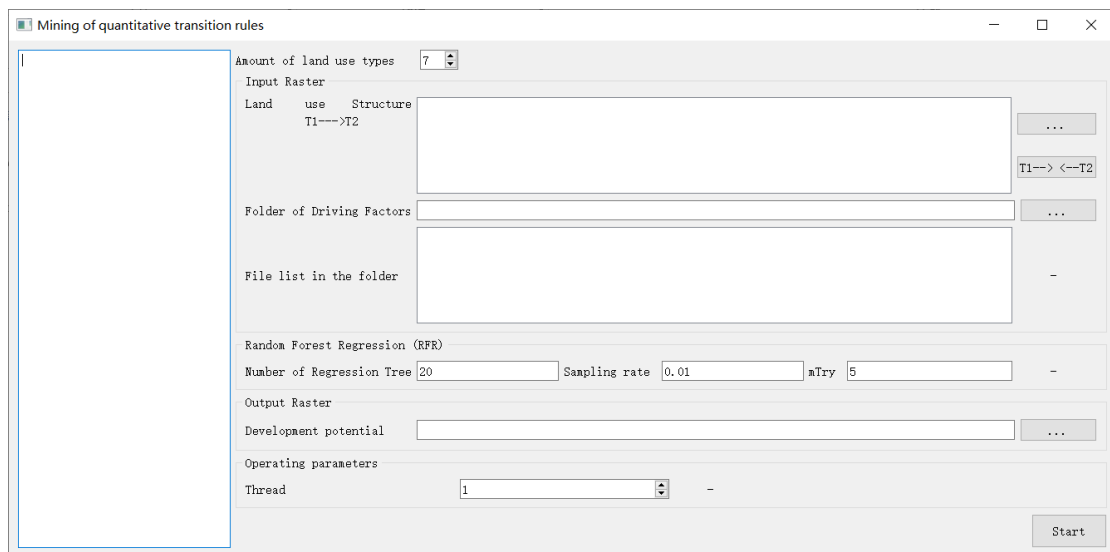 Mining of quantitative transition rules
Amount of land use types 7
Input Raster
Land use Structure
T1--->T2
...
T1--> <--T2
Folder of Driving Factors ...
File list in the folder -
Random Forest Regression (RFR)
Number of Regression Tree 20 Sampling rate 0.01 mTry 5 -
Output Raster
Development potential ...
Operating parameters
Thread 1 -
Start